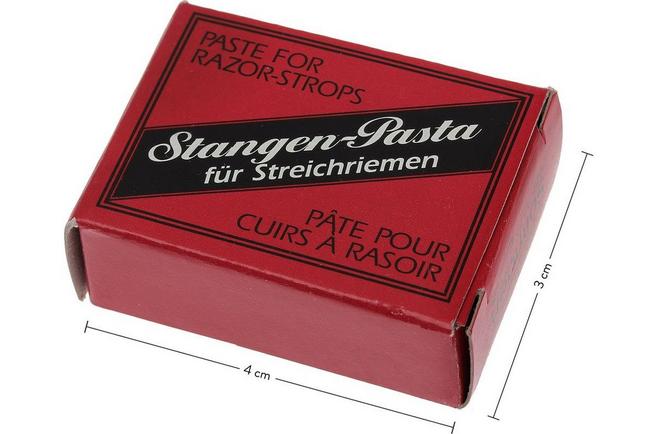 PASTE FOR
RAZOR-STROPS
Stangen-Pasta
für Streichriemen
PÂTE POUR
CUIRS À RASOIR
4 cm
3 cm